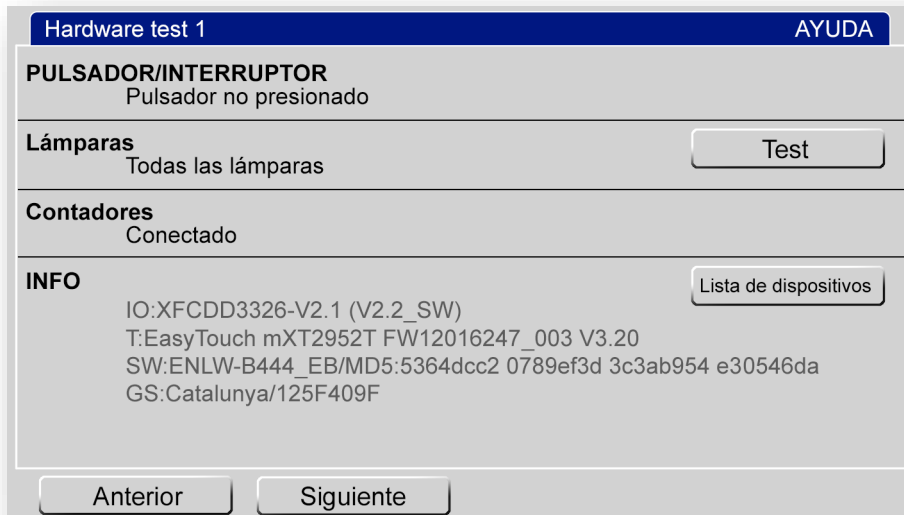 Hardware test 1 AYUDA
PULSADOR/INTERRUPTOR
Pulsador no presionado
Lámparas
Test
Todas las lámparas
Contadores
Conectado
INFO
Lista de dispositivos
IO:XFCDD3326-V2.1 (V2.2_SW)
T:EasyTouch mXT2952T FW12016247_003 V3.20
SW:ENLW-B444_EB/MD5:5364dcc2 0789ef3d 3c3ab954 e30546da
GS:Catalunya/125F409F
Anterior Siguiente